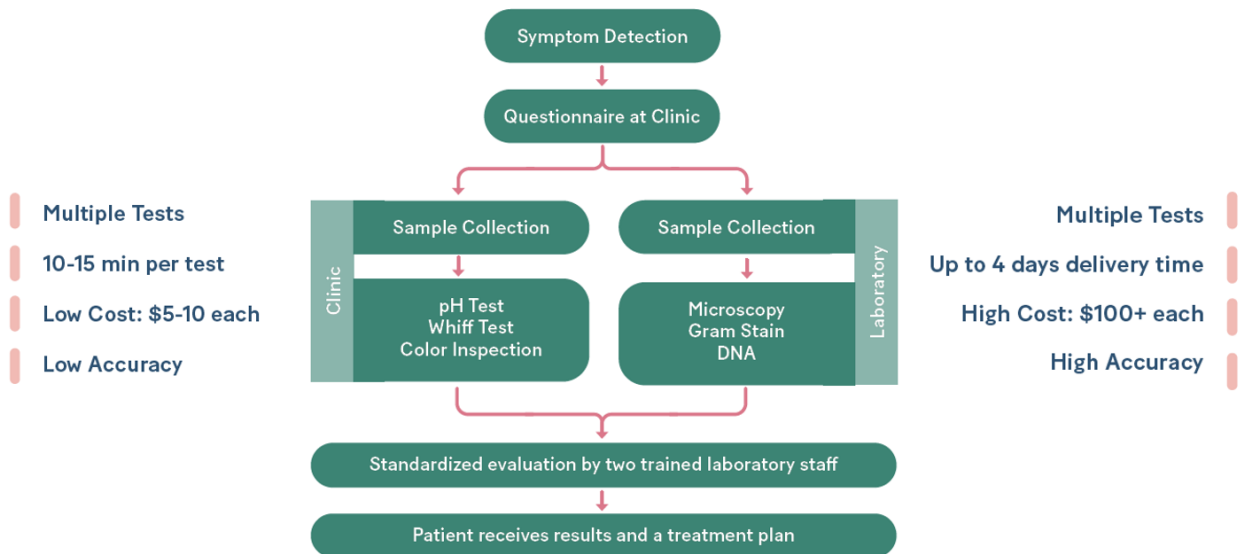 Symptom Detection
Questionnaire at Clinic
Multiple Tests
10-15 min per test
Low Cost: $5-10 each
Low Accuracy
Clinic
Sample Collection
pH Test
Whiff Test
Color Inspection
Sample Collection
Microscopy
Gram Stain
DNA
Laboratory
Multiple Tests
Up to 4 days delivery time
High Cost: $100+ each
High Accuracy
Standardized evaluation by two trained laboratory staff
Patient receives results and a treatment plan